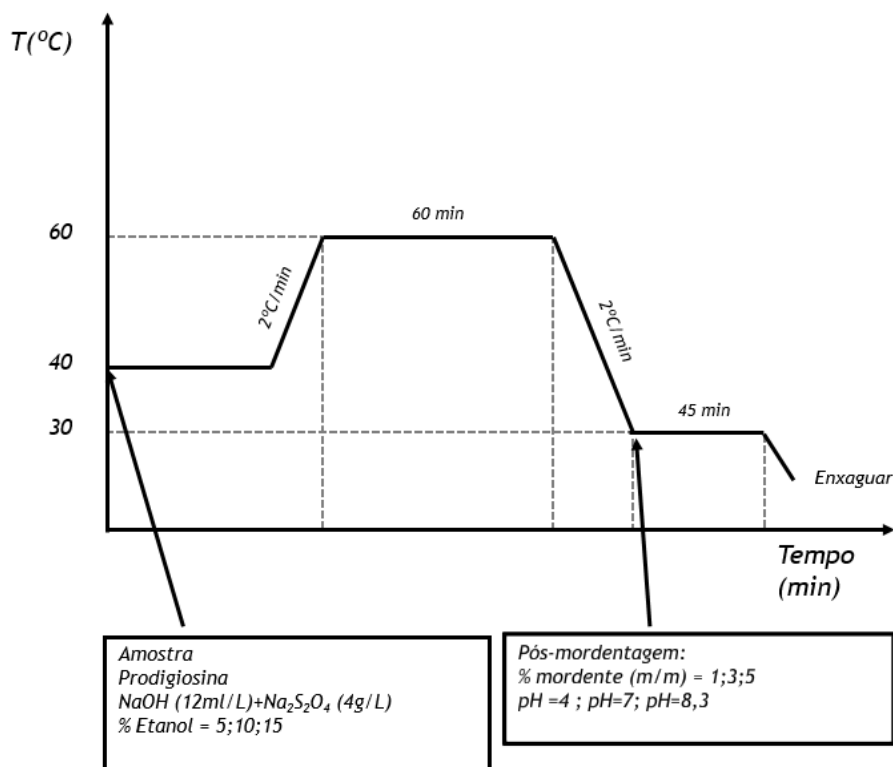 T(ºC)
60 min
60
2ºC/min
2ºC/min
40
45 min
30
Enxaguar
Tempo
(min)
Amostra
Prodigiosina
NaOH (12ml/L)+Na₂S₂O₄ (4g/L)
% Etanol = 5;10;15
Pós-mordentagem:
% mordente (m/m) = 1;3;5
pH =4 ; pH=7; pH=8,3